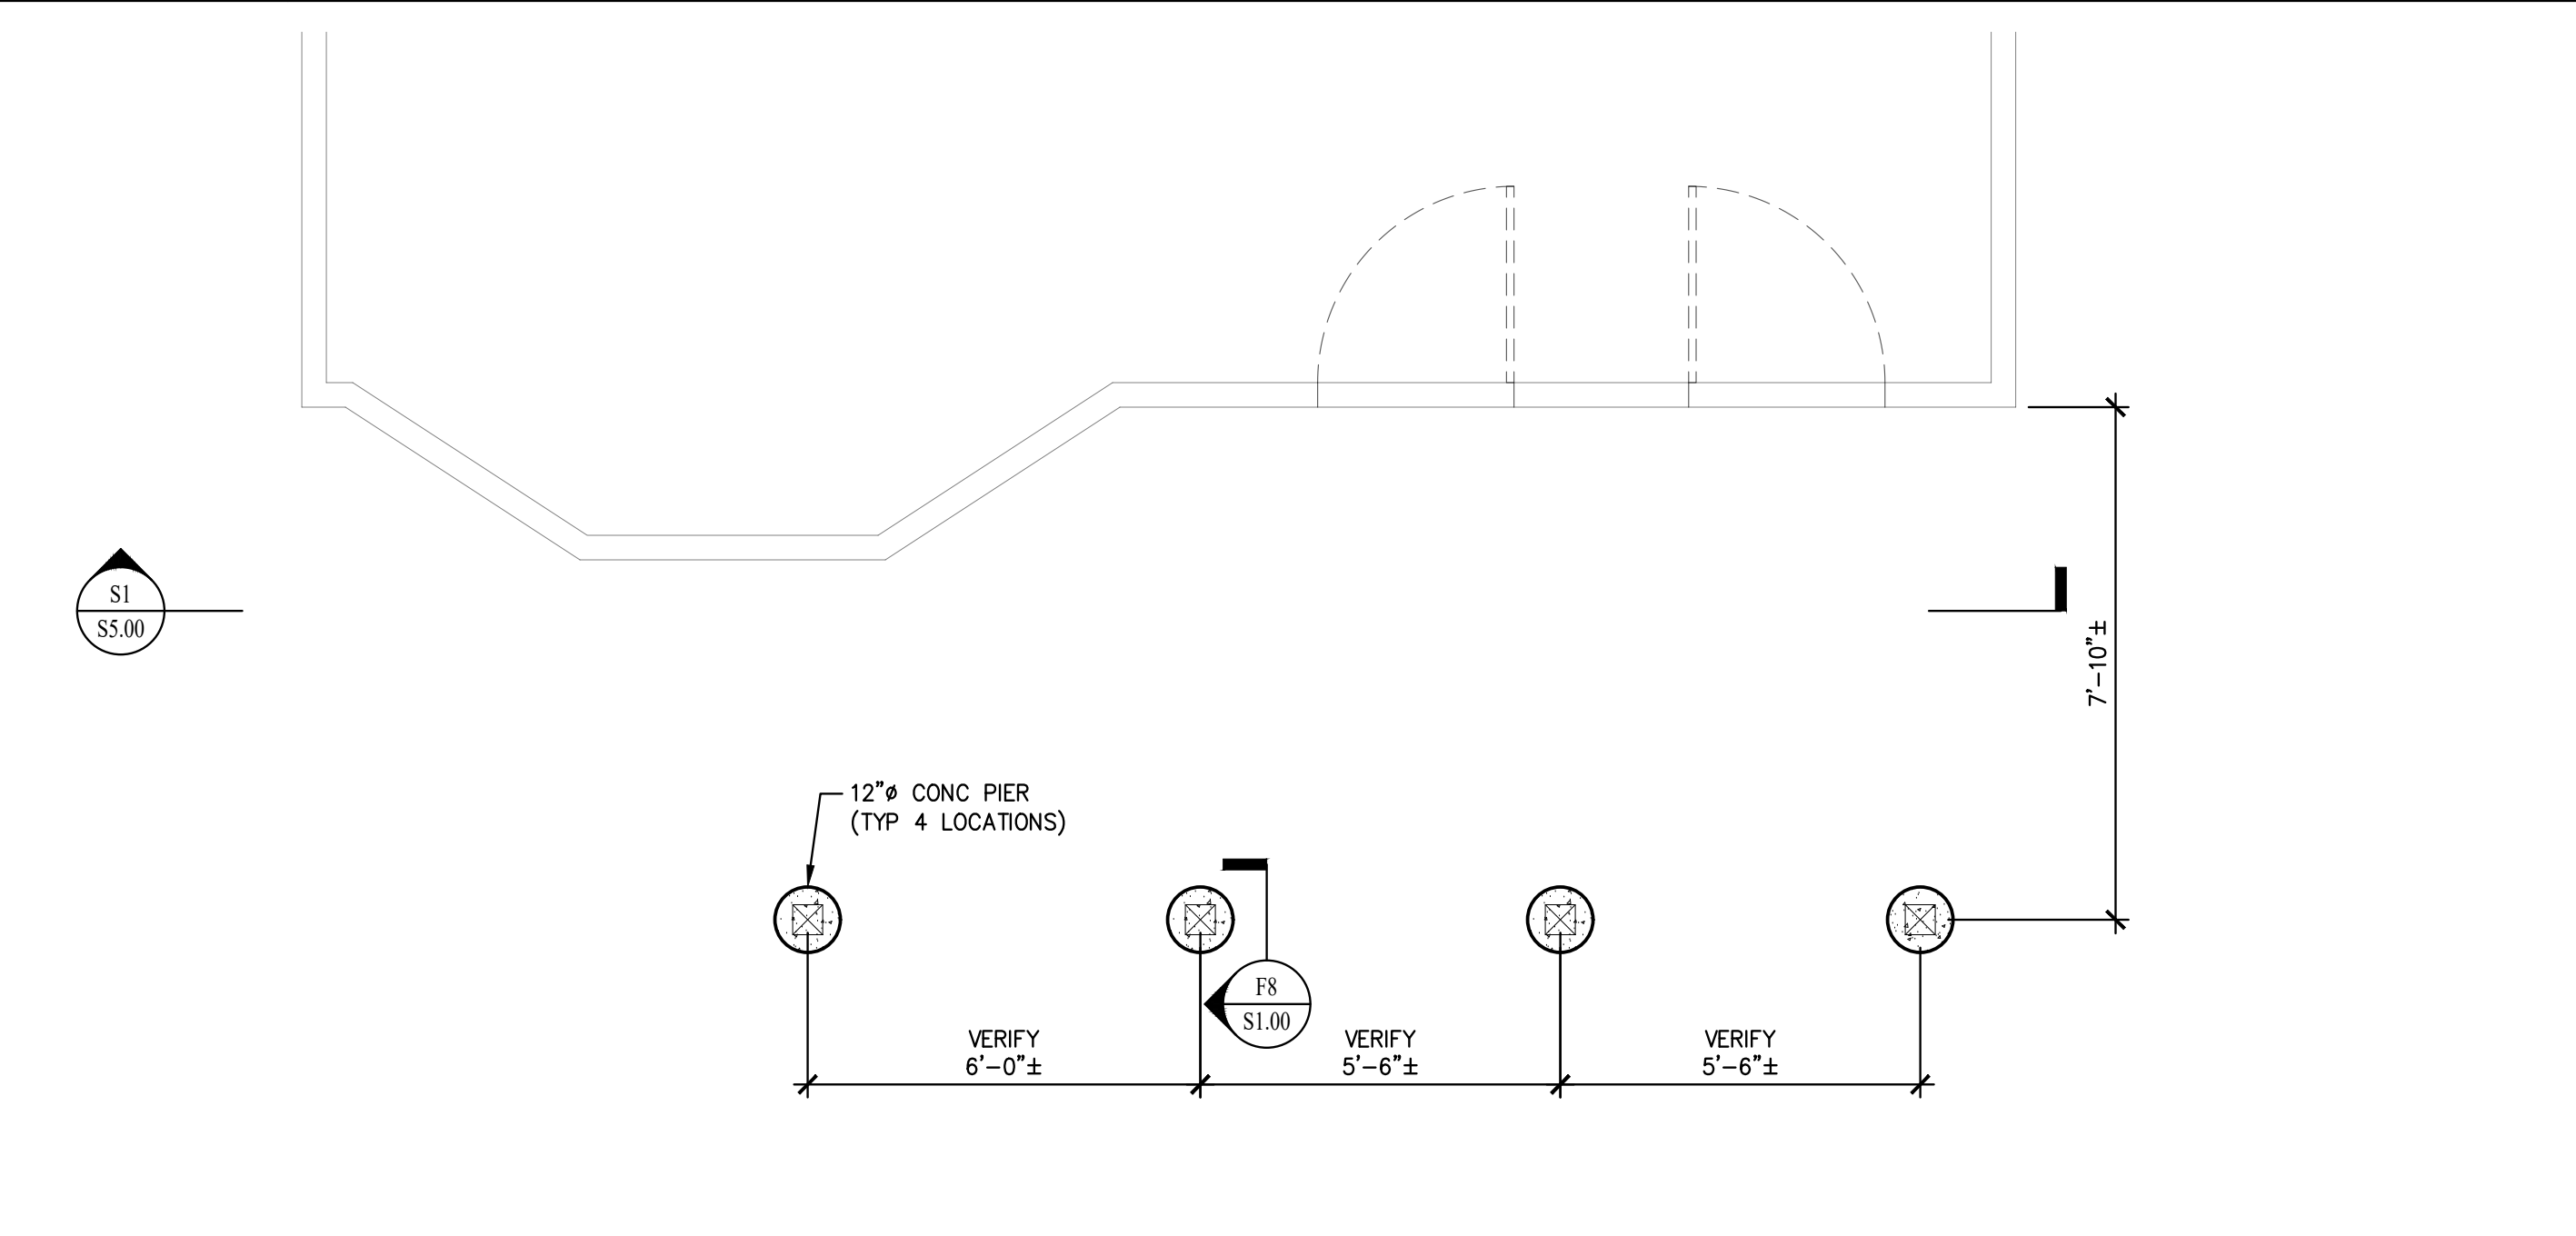 S1
S5.00
7'-10"±
12"ø CONC PIER
(TYP 4 LOCATIONS)
F8
S1.00
VERIFY
6'-0"±
VERIFY
5'-6"±
VERIFY
5'-6"±